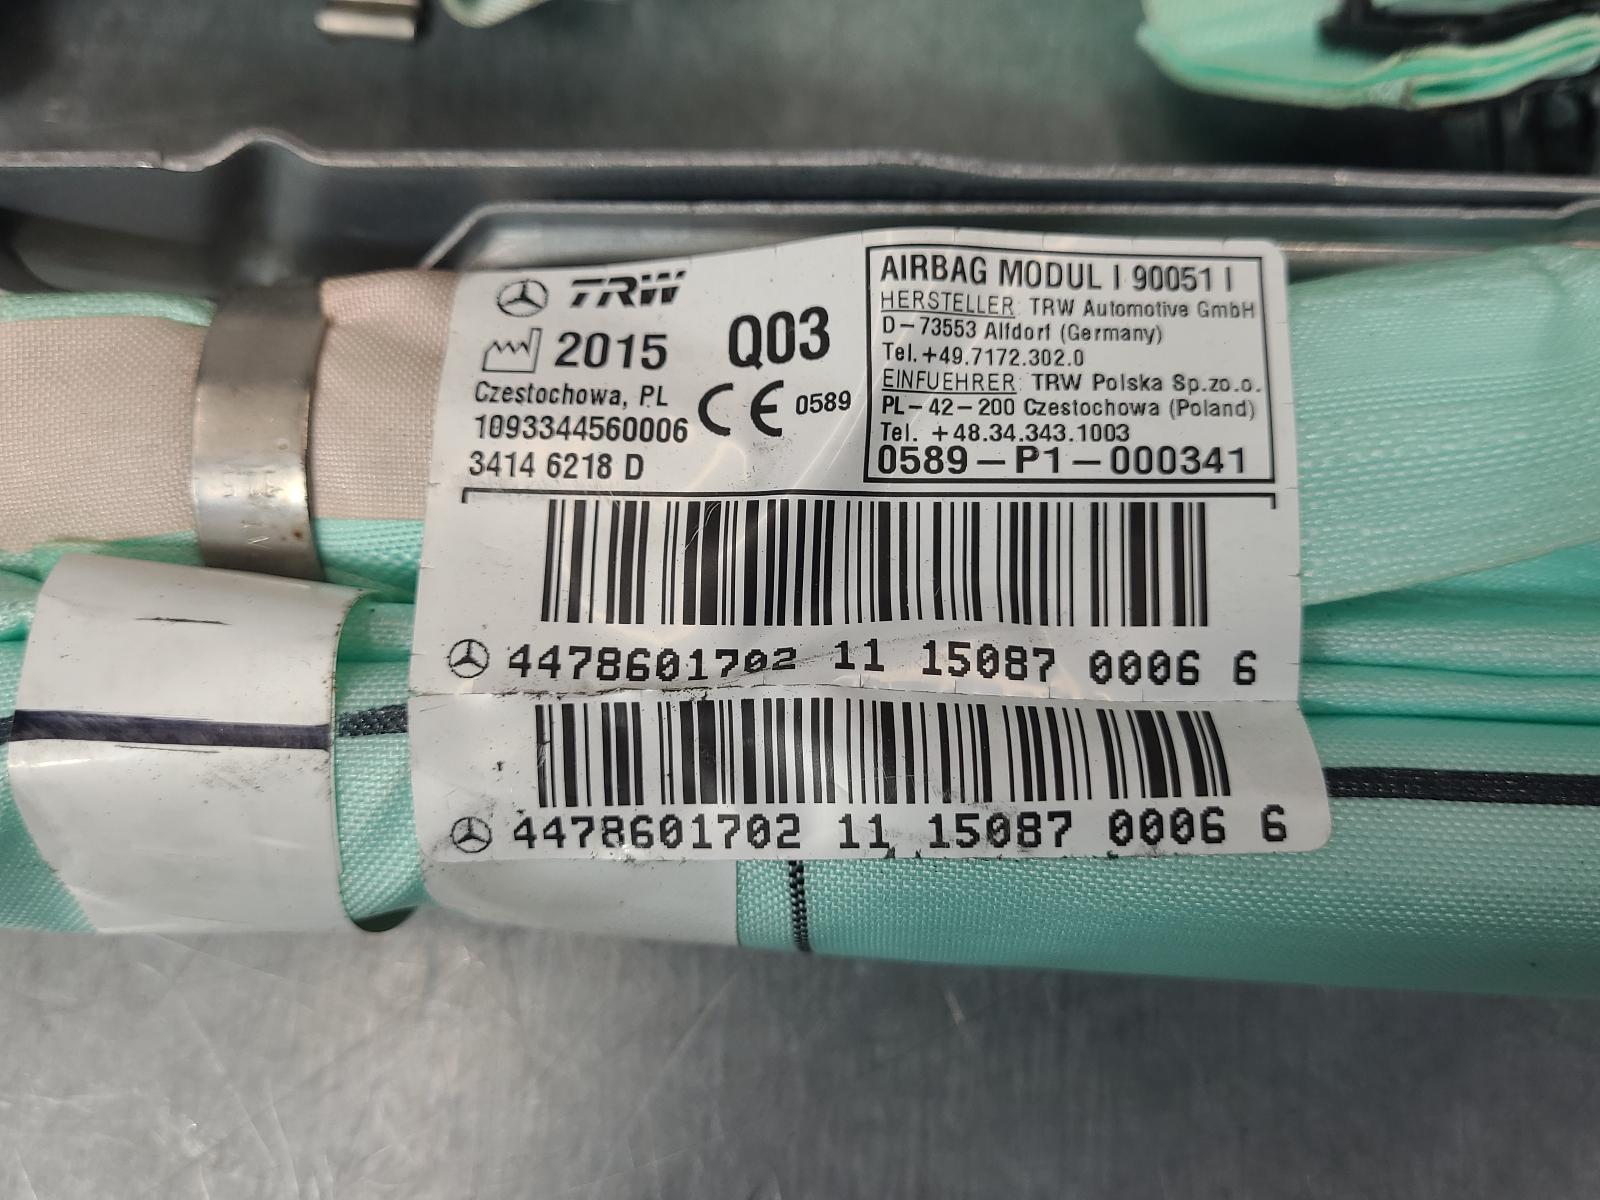 TRW
2015 Q03
Czestochowa, PL
CE 0589
1093344560006
3414 6218 D
AIRBAG MODUL I 90051 I
HERSTELLER: TRW Automotive GmbH
D-73553 Alfdorf (Germany)
Tel.+49.7172.302.0
EINFUEHRER: TRW Polska Sp.zo.o.
PL-42-200 Czestochowa (Poland)
Tel. +48.34.343.1003
0589-P1-000341
4478601702 11 15087 0006 6
4478601702 11 15087 0006 6